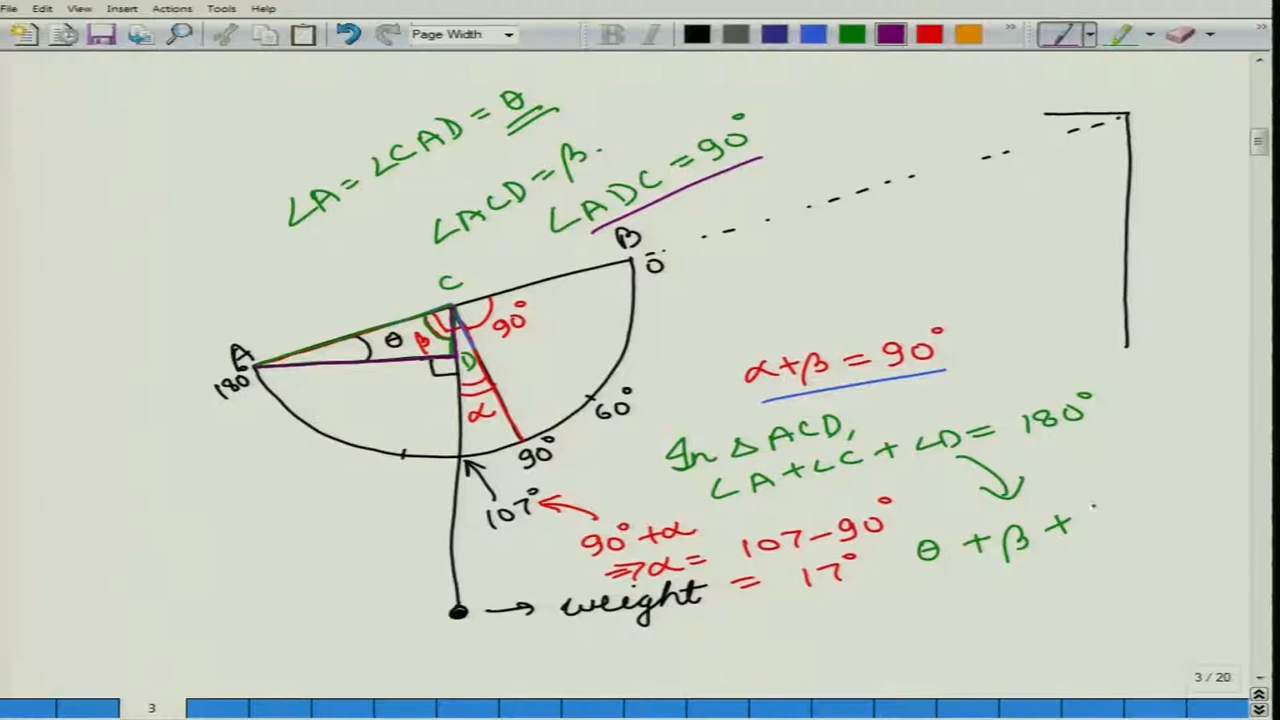 File Edit View Insert Actions Tools Help
Page Width
∠A = ∠CAD = θ
∠ACD = β.
∠ADC = 90°
B
0
C
90°
A
180°
θ
β
D
α
60°
90°
107°
α+β = 90°
In △ ACD,
∠A + ∠C + ∠D = 180°
90° + α
⇒ α = 107 - 90°
= 17°
θ + β +
→ weight
3 / 20
3